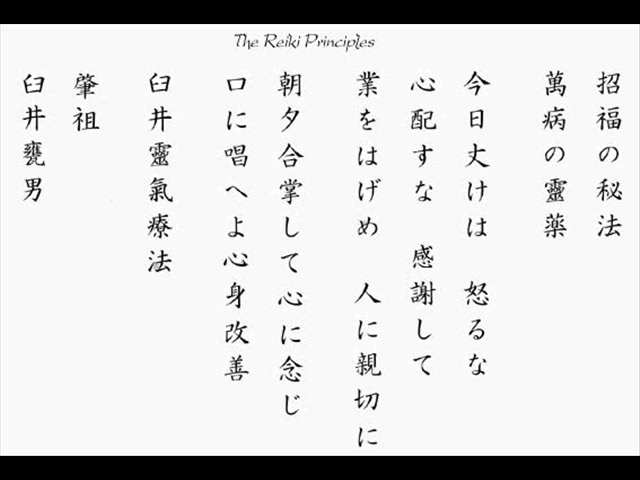 The Reiki Principles
招福の秘法
萬病の靈薬
今日丈けは　怒るな
心配すな　感謝して
業をはげめ　人に親切に
朝夕合掌して心に念じ
口に唱へよ心身改善
臼井靈氣療法
肇祖
臼井甕男